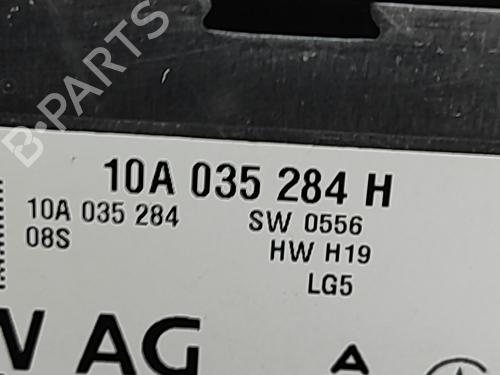 B-PARTS
10A 035 284 H
10A 035 284
SW 0556
08S
HW H19
LG5
AG
A